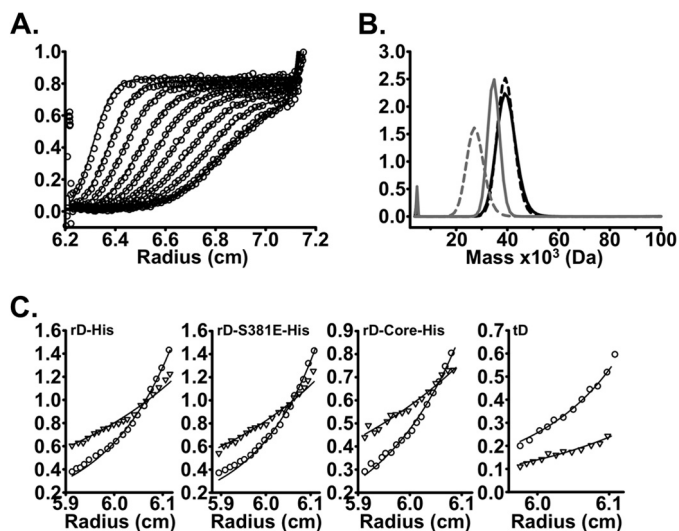 A.
1.0
0.8
0.6
0.4
0.2
0.0
6.2 6.4 6.6 6.8 7.0 7.2
Radius (cm)
B.
3.0
2.5
2.0
1.5
1.0
0.5
0.0
20 40 60 80 100
Mass x10³ (Da)
C.
rD-His
1.6
1.4
1.2
1.0
0.8
0.6
0.4
0.2
5.9 6.0 6.1
Radius (cm)
rD-S381E-His
1.6
1.4
1.2
1.0
0.8
0.6
0.4
0.2
5.9 6.0 6.1
Radius (cm)
rD-Core-His
0.9
0.8
0.7
0.6
0.5
0.4
0.3
0.2
5.9 6.0 6.1
Radius (cm)
tD
0.7
0.6
0.5
0.4
0.3
0.2
0.1
0.0
6.0 6.1
Radius (cm)